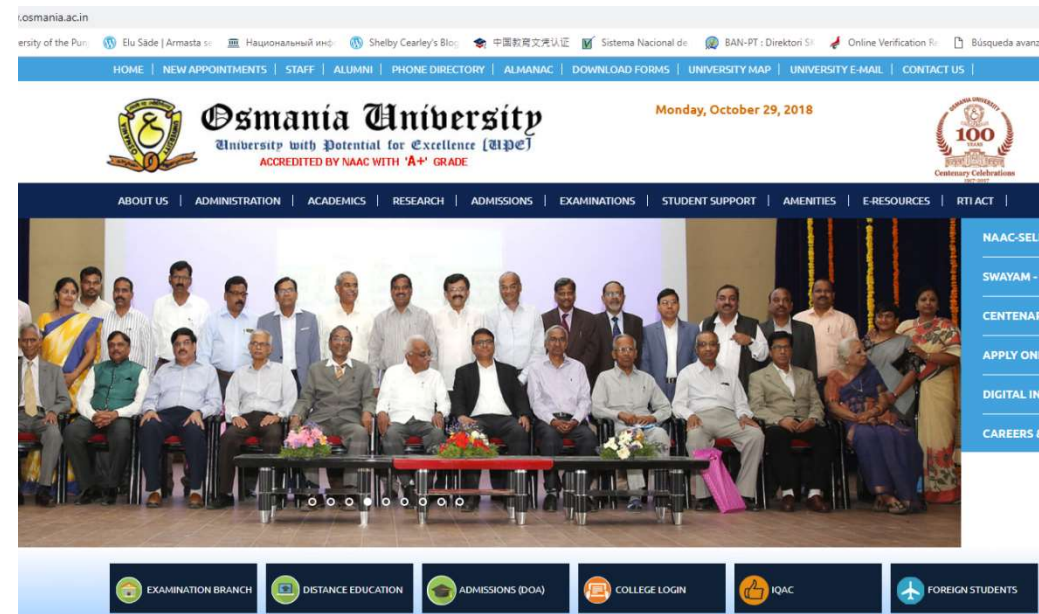 .osmania.ac.in
ersity of the Pun Elu Säde | Armasta se Национальный инф Shelby Cearley's Blog 中国教育文凭认证 Sistema Nacional de BAN-PT : Direktori S Online Verification Re Búsqueda avanz
HOME | NEW APPOINTMENTS | STAFF | ALUMNI | PHONE DIRECTORY | ALMANAC | DOWNLOAD FORMS | UNIVERSITY MAP | UNIVERSITY E-MAIL | CONTACT US |
Osmania University
University with Potential for Excellence [UPE]
ACCREDITED BY NAAC WITH 'A+' GRADE
Monday, October 29, 2018
100
YEARS
Centenary Celebrations
1917-2017
ABOUT US | ADMINISTRATION | ACADEMICS | RESEARCH | ADMISSIONS | EXAMINATIONS | STUDENT SUPPORT | AMENITIES | E-RESOURCES | RTI ACT |
NAAC-SEL
SWAYAM -
CENTENAR
APPLY ONL
DIGITAL IN
CAREERS &
EXAMINATION BRANCH DISTANCE EDUCATION ADMISSIONS (DOA) COLLEGE LOGIN IQAC FOREIGN STUDENTS